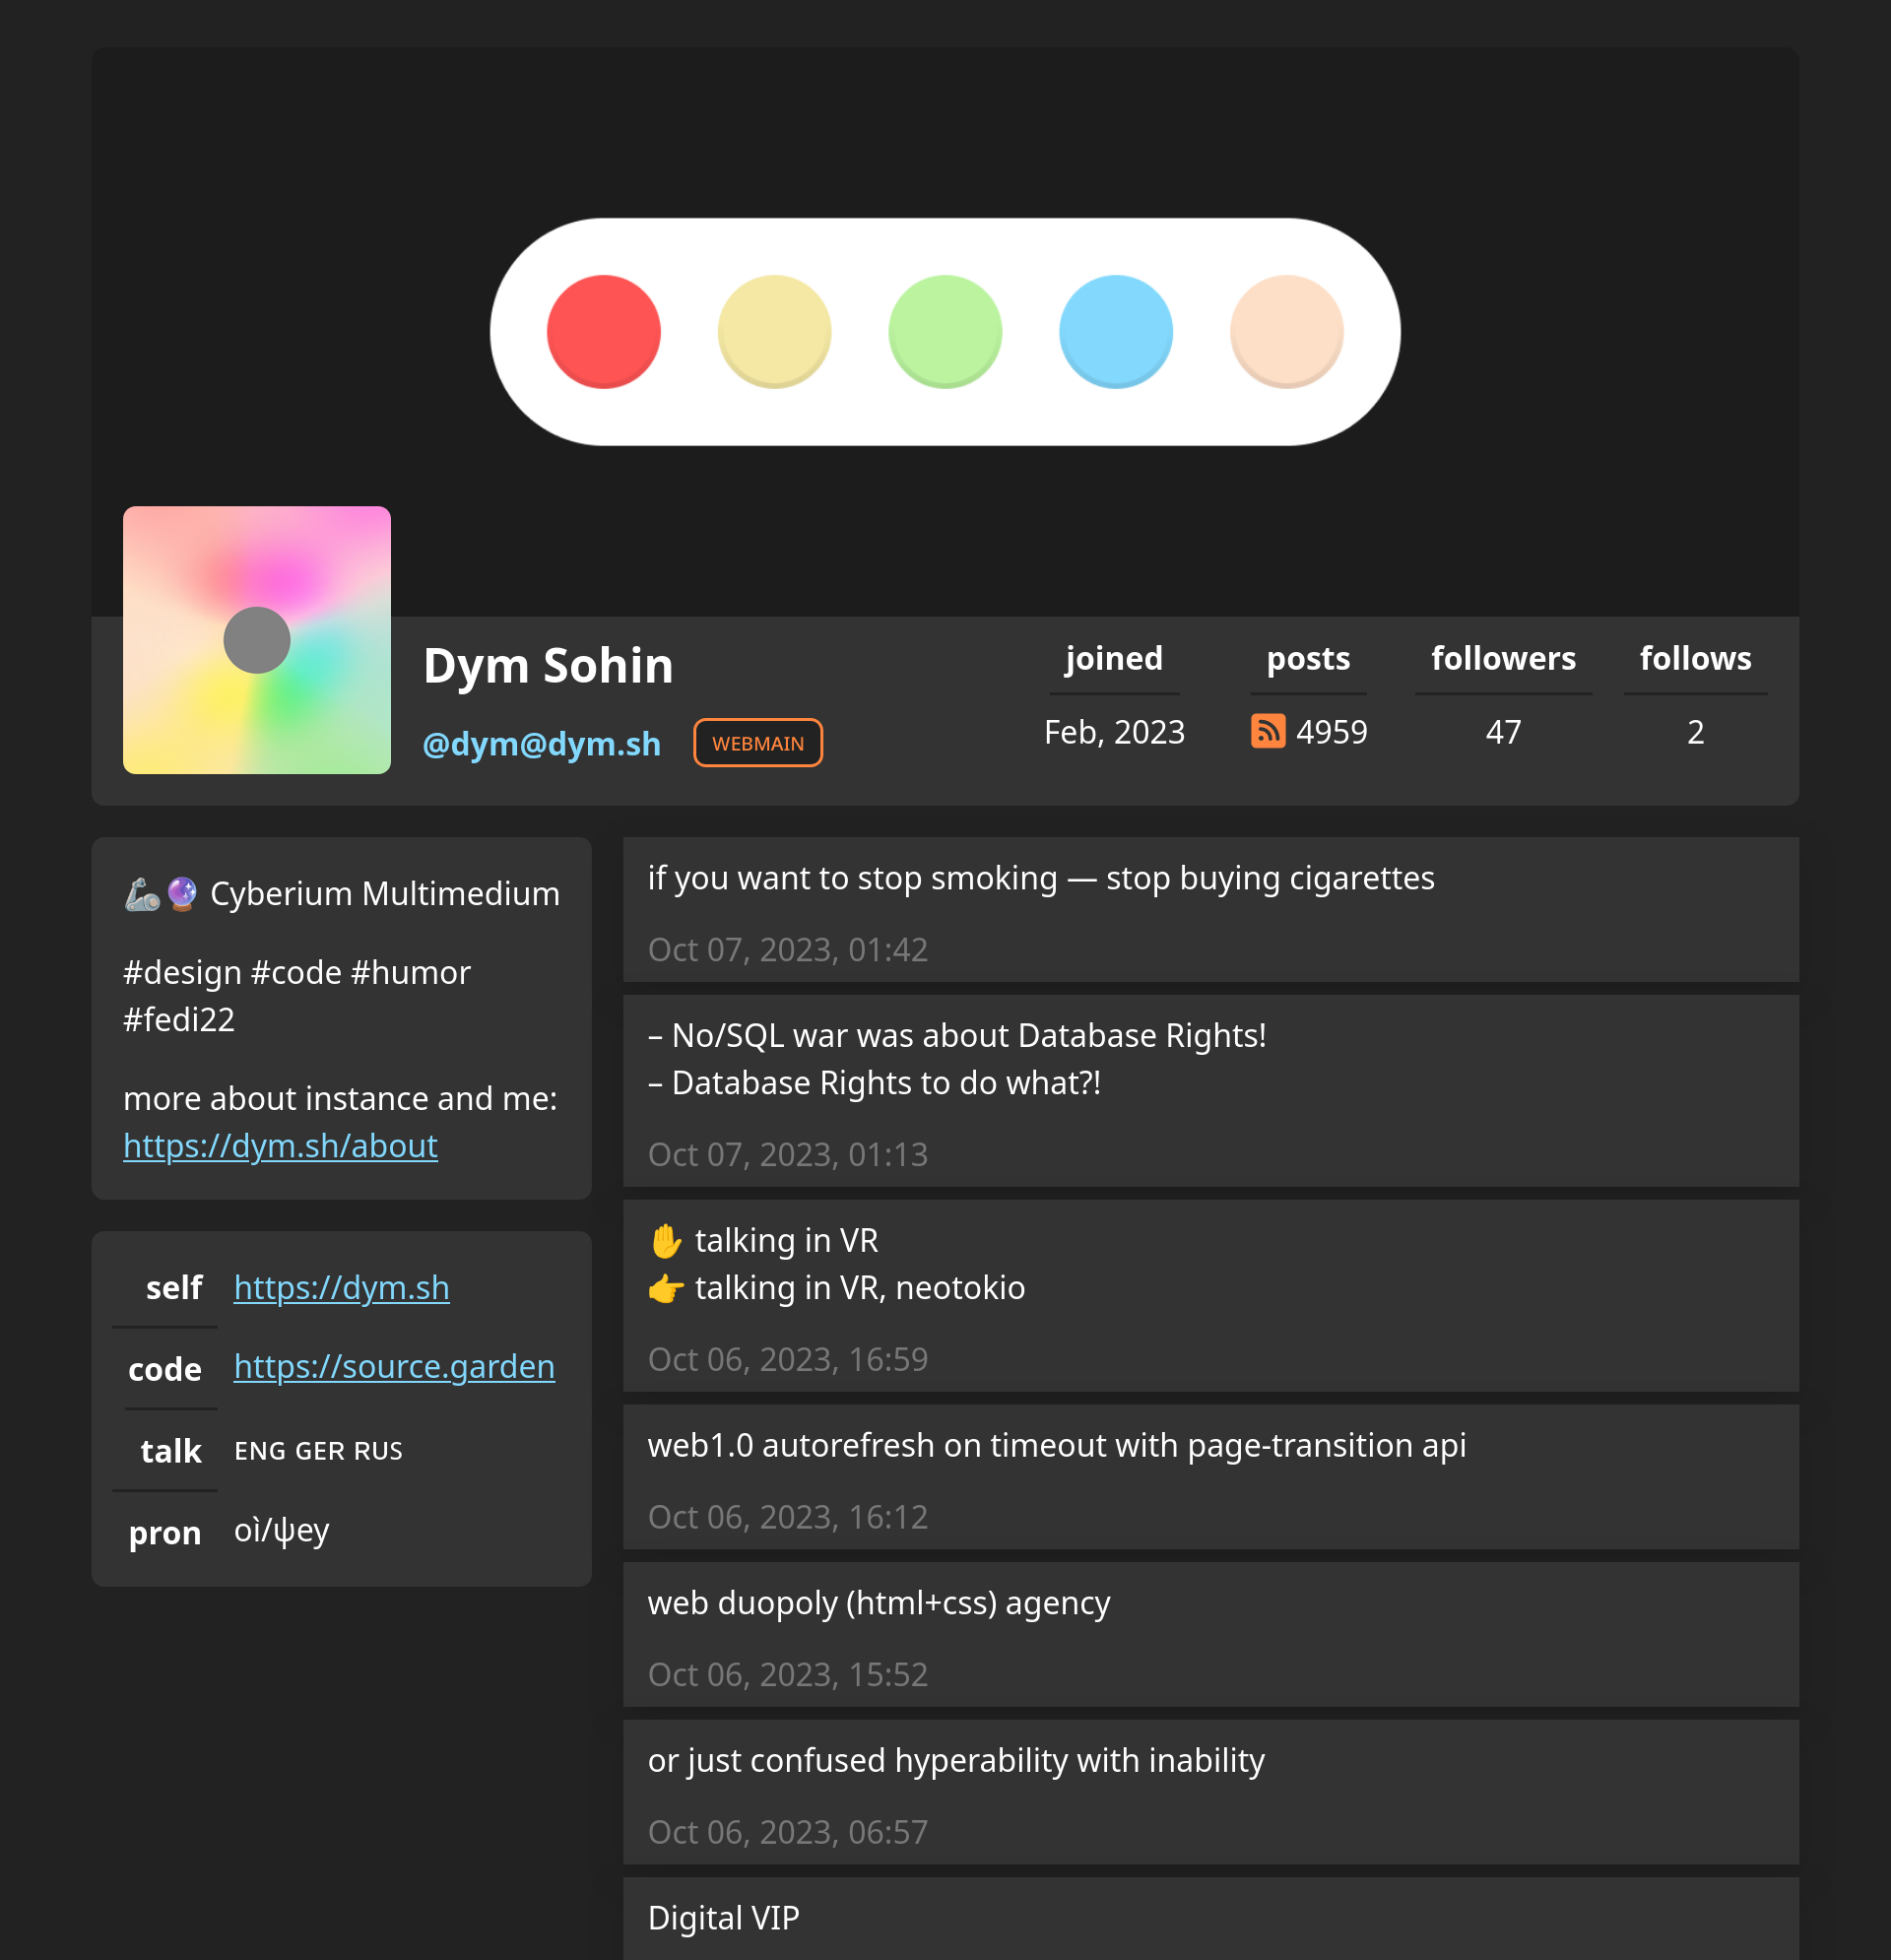 Dym Sohin
@dym@dym.sh WEBMAIN
joined posts followers follows
Feb, 2023 4959 47 2
🦾🔮 Cyberium Multimedium
#design #code #humor
#fedi22
more about instance and me:
https://dym.sh/about
self https://dym.sh
code https://source.garden
talk ᴇɴɢ ɢᴇʀ ʀᴜs
pron oì/ψey
if you want to stop smoking — stop buying cigarettes
Oct 07, 2023, 01:42
– No/SQL war was about Database Rights!
– Database Rights to do what?!
Oct 07, 2023, 01:13
✋ talking in VR
👉 talking in VR, neotokio
Oct 06, 2023, 16:59
web1.0 autorefresh on timeout with page-transition api
Oct 06, 2023, 16:12
web duopoly (html+css) agency
Oct 06, 2023, 15:52
or just confused hyperability with inability
Oct 06, 2023, 06:57
Digital VIP